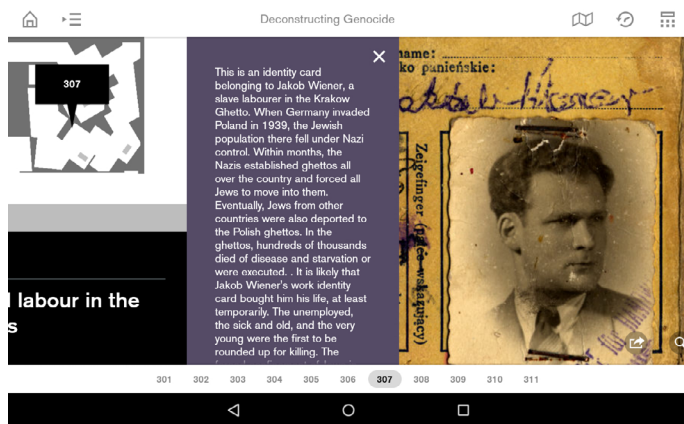 Deconstructing Genocide
307
This is an identity card
belonging to Jakob Wiener, a
slave labourer in the Krakow
Ghetto. When Germany invaded
Poland in 1939, the Jewish
population there fell under Nazi
control. Within months, the
Nazis established ghettos all
over the country and forced all
Jews to move into them.
Eventually, Jews from other
countries were also deported to
the Polish ghettos. In the
ghettos, hundreds of thousands
died of disease and starvation or
were executed. . It is likely that
Jakob Wiener's work identity
card bought him his life, at least
temporarily. The unemployed,
the sick and old, and the very
young were the first to be
rounded up for killing. The
labour in the
name:
ko panieńskie:
Zeigefinger (palec wskazujący)
301 302 303 304 305 306 307 308 309 310 311